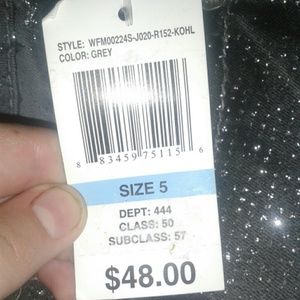 STYLE: WFM00224S-J020-R152-KOHL
COLOR: GREY
8 83459 75115 6
SIZE 5
DEPT: 444
CLASS: 50
SUBCLASS: 57
$48.00